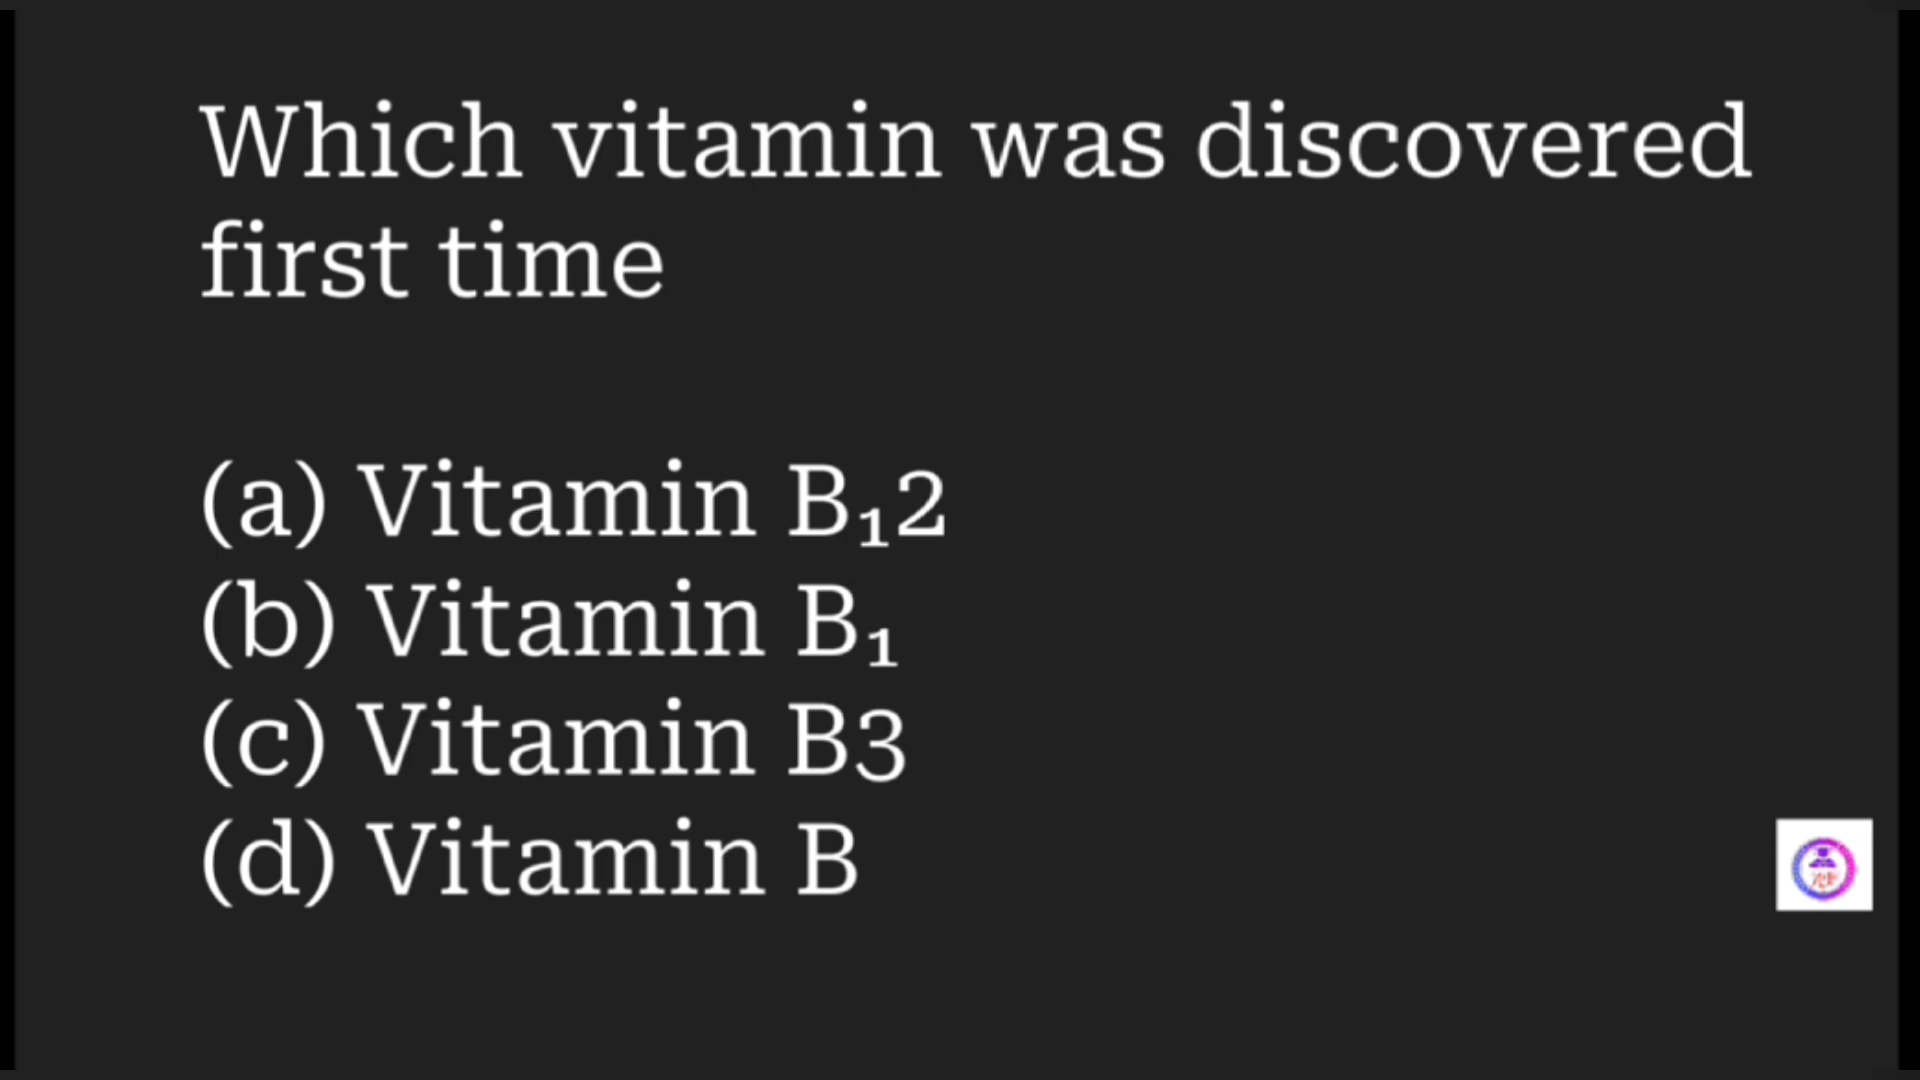 Which vitamin was discovered
first time
(a) Vitamin B₁2
(b) Vitamin B₁
(c) Vitamin B3
(d) Vitamin B